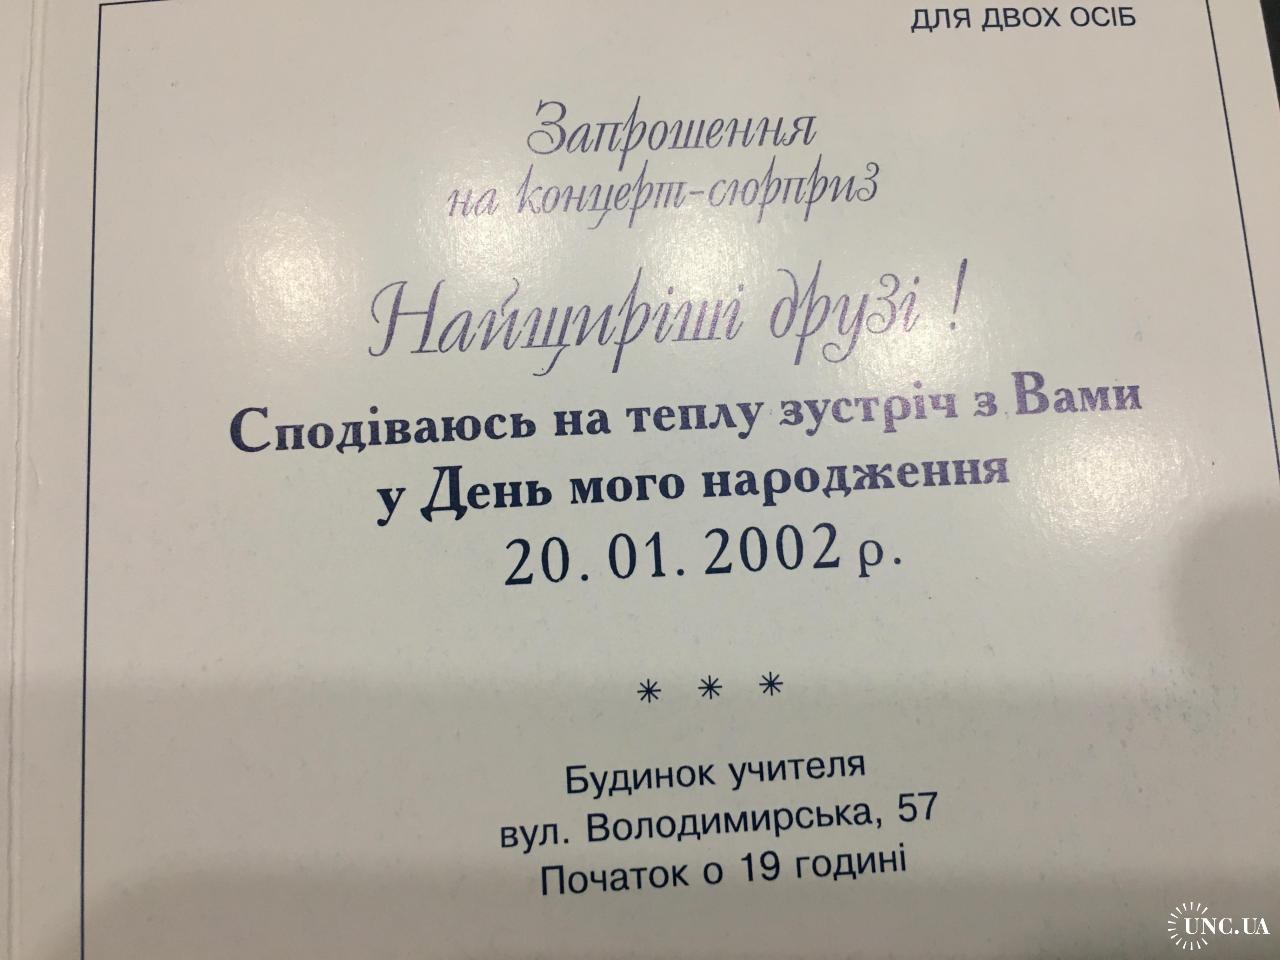 ДЛЯ ДВОХ ОСІБ
Запрошення
на концерт-сюрприз
Найщиріші друзі !
Сподіваюсь на теплу зустріч з Вами
у День мого народження
20. 01. 2002 р.
* * *
Будинок учителя
вул. Володимирська, 57
Початок о 19 годині
UNC.UA